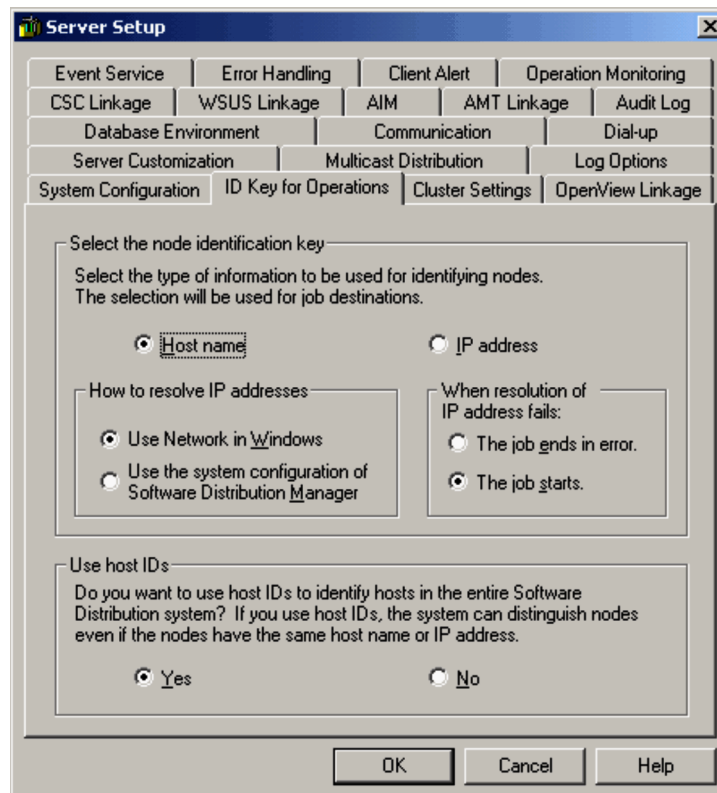 Server Setup
Event Service
Error Handling
Client Alert
Operation Monitoring
CSC Linkage
WSUS Linkage
AIM
AMT Linkage
Audit Log
Database Environment
Communication
Dial-up
Server Customization
Multicast Distribution
Log Options
System Configuration
ID Key for Operations
Cluster Settings
OpenView Linkage
Select the node identification key
Select the type of information to be used for identifying nodes.
The selection will be used for job destinations.
Host name
IP address
How to resolve IP addresses
Use Network in Windows
Use the system configuration of
Software Distribution Manager
When resolution of
IP address fails:
The job ends in error.
The job starts.
Use host IDs
Do you want to use host IDs to identify hosts in the entire Software
Distribution system? If you use host IDs, the system can distinguish nodes
even if the nodes have the same host name or IP address.
Yes
No
OK
Cancel
Help